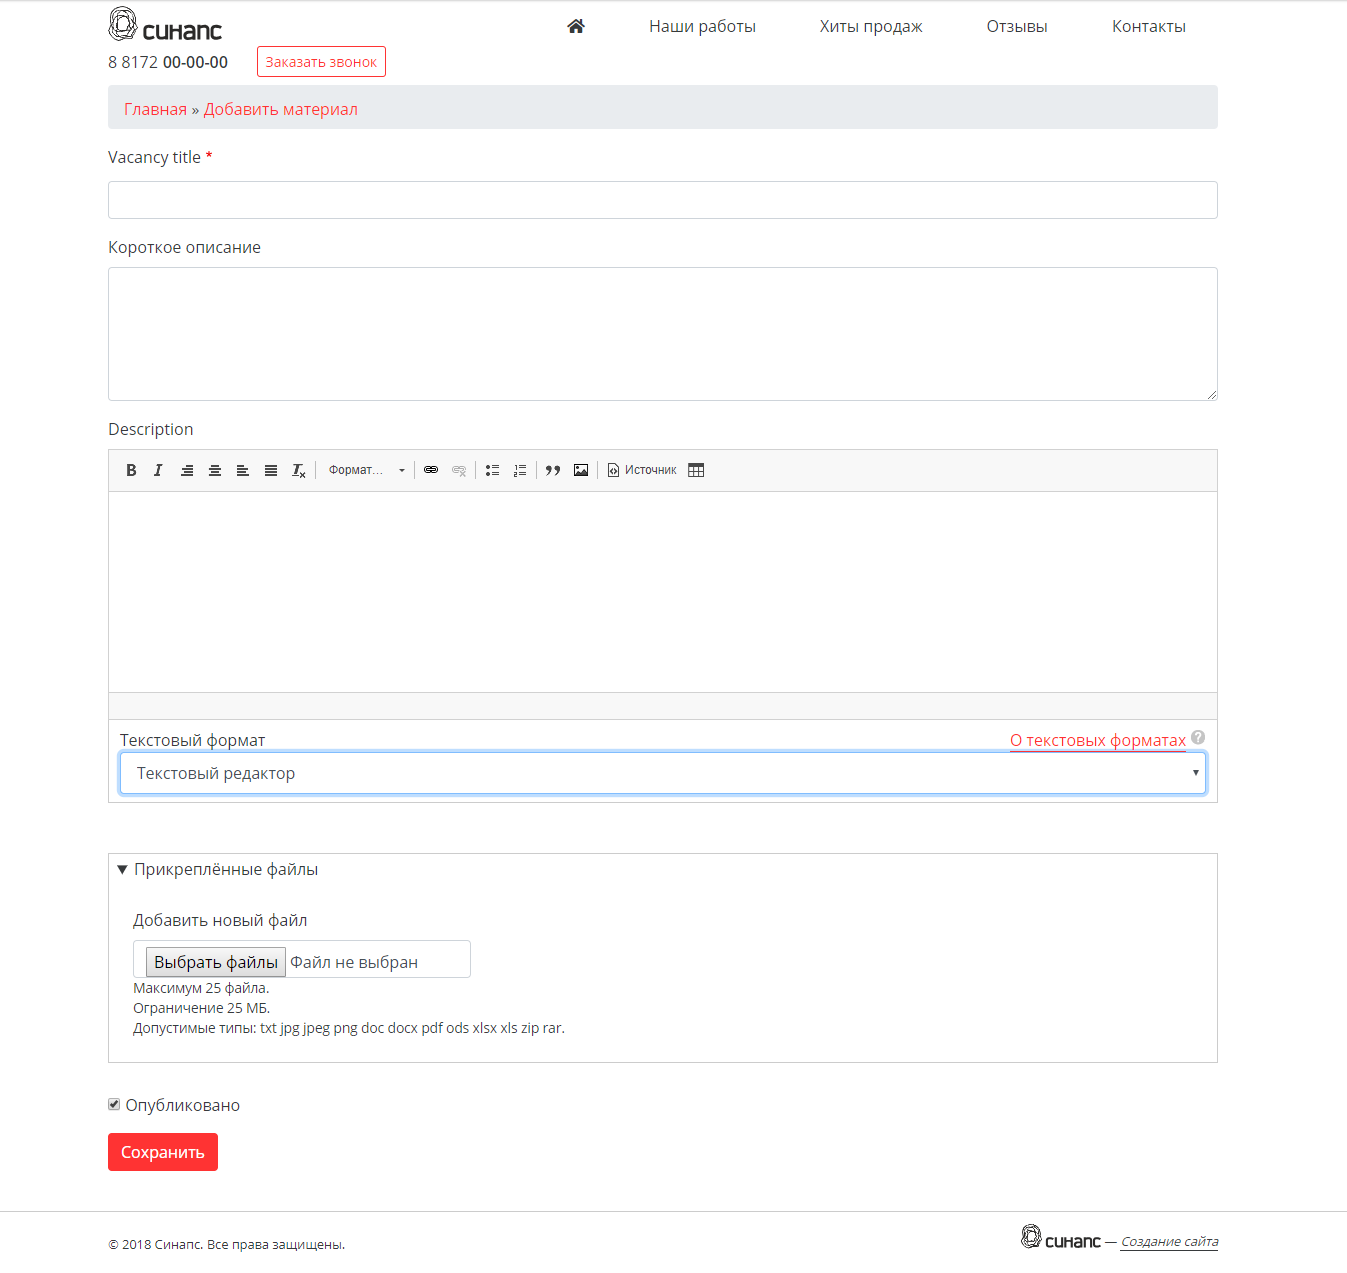 синапс
Наши работы Хиты продаж Отзывы Контакты
8 8172 00-00-00 Заказать звонок
Главная » Добавить материал
Vacancy title *
Короткое описание
Description
B I Tx Формат... Источник
Текстовый формат О текстовых форматах ?
Текстовый редактор
Прикреплённые файлы
Добавить новый файл
Выбрать файлы Файл не выбран
Максимум 25 файла.
Ограничение 25 МБ.
Допустимые типы: txt jpg jpeg png doc docx pdf ods xlsx xls zip rar.
Опубликовано
Сохранить
© 2018 Синапс. Все права защищены. синапс — Создание сайта